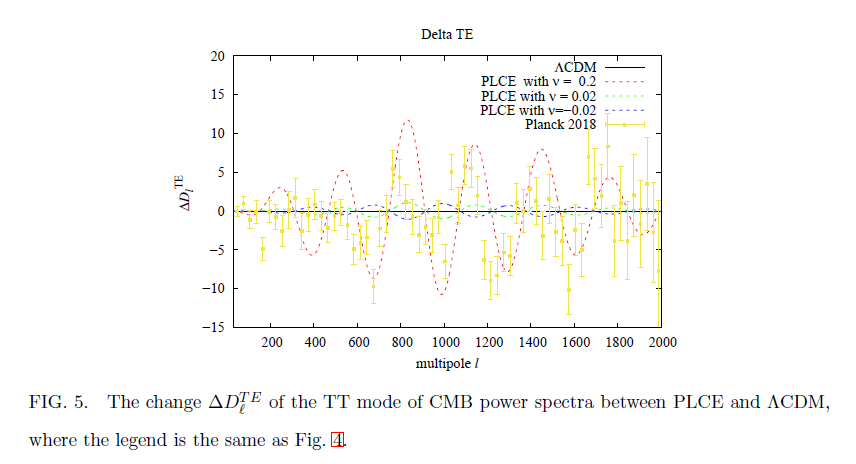 Delta TE
20
ΛCDM
PLCE with ν = 0.2
15
PLCE with ν = 0.02
PLCE with ν=−0.02
Planck 2018
10
5
ΔD_l^TE
0
−5
−10
−15
200 400 600 800 1000 1200 1400 1600 1800 2000
multipole l
FIG. 5. The change ΔD_ℓ^{TE} of the TT mode of CMB power spectra between PLCE and ΛCDM,
where the legend is the same as Fig. 4.